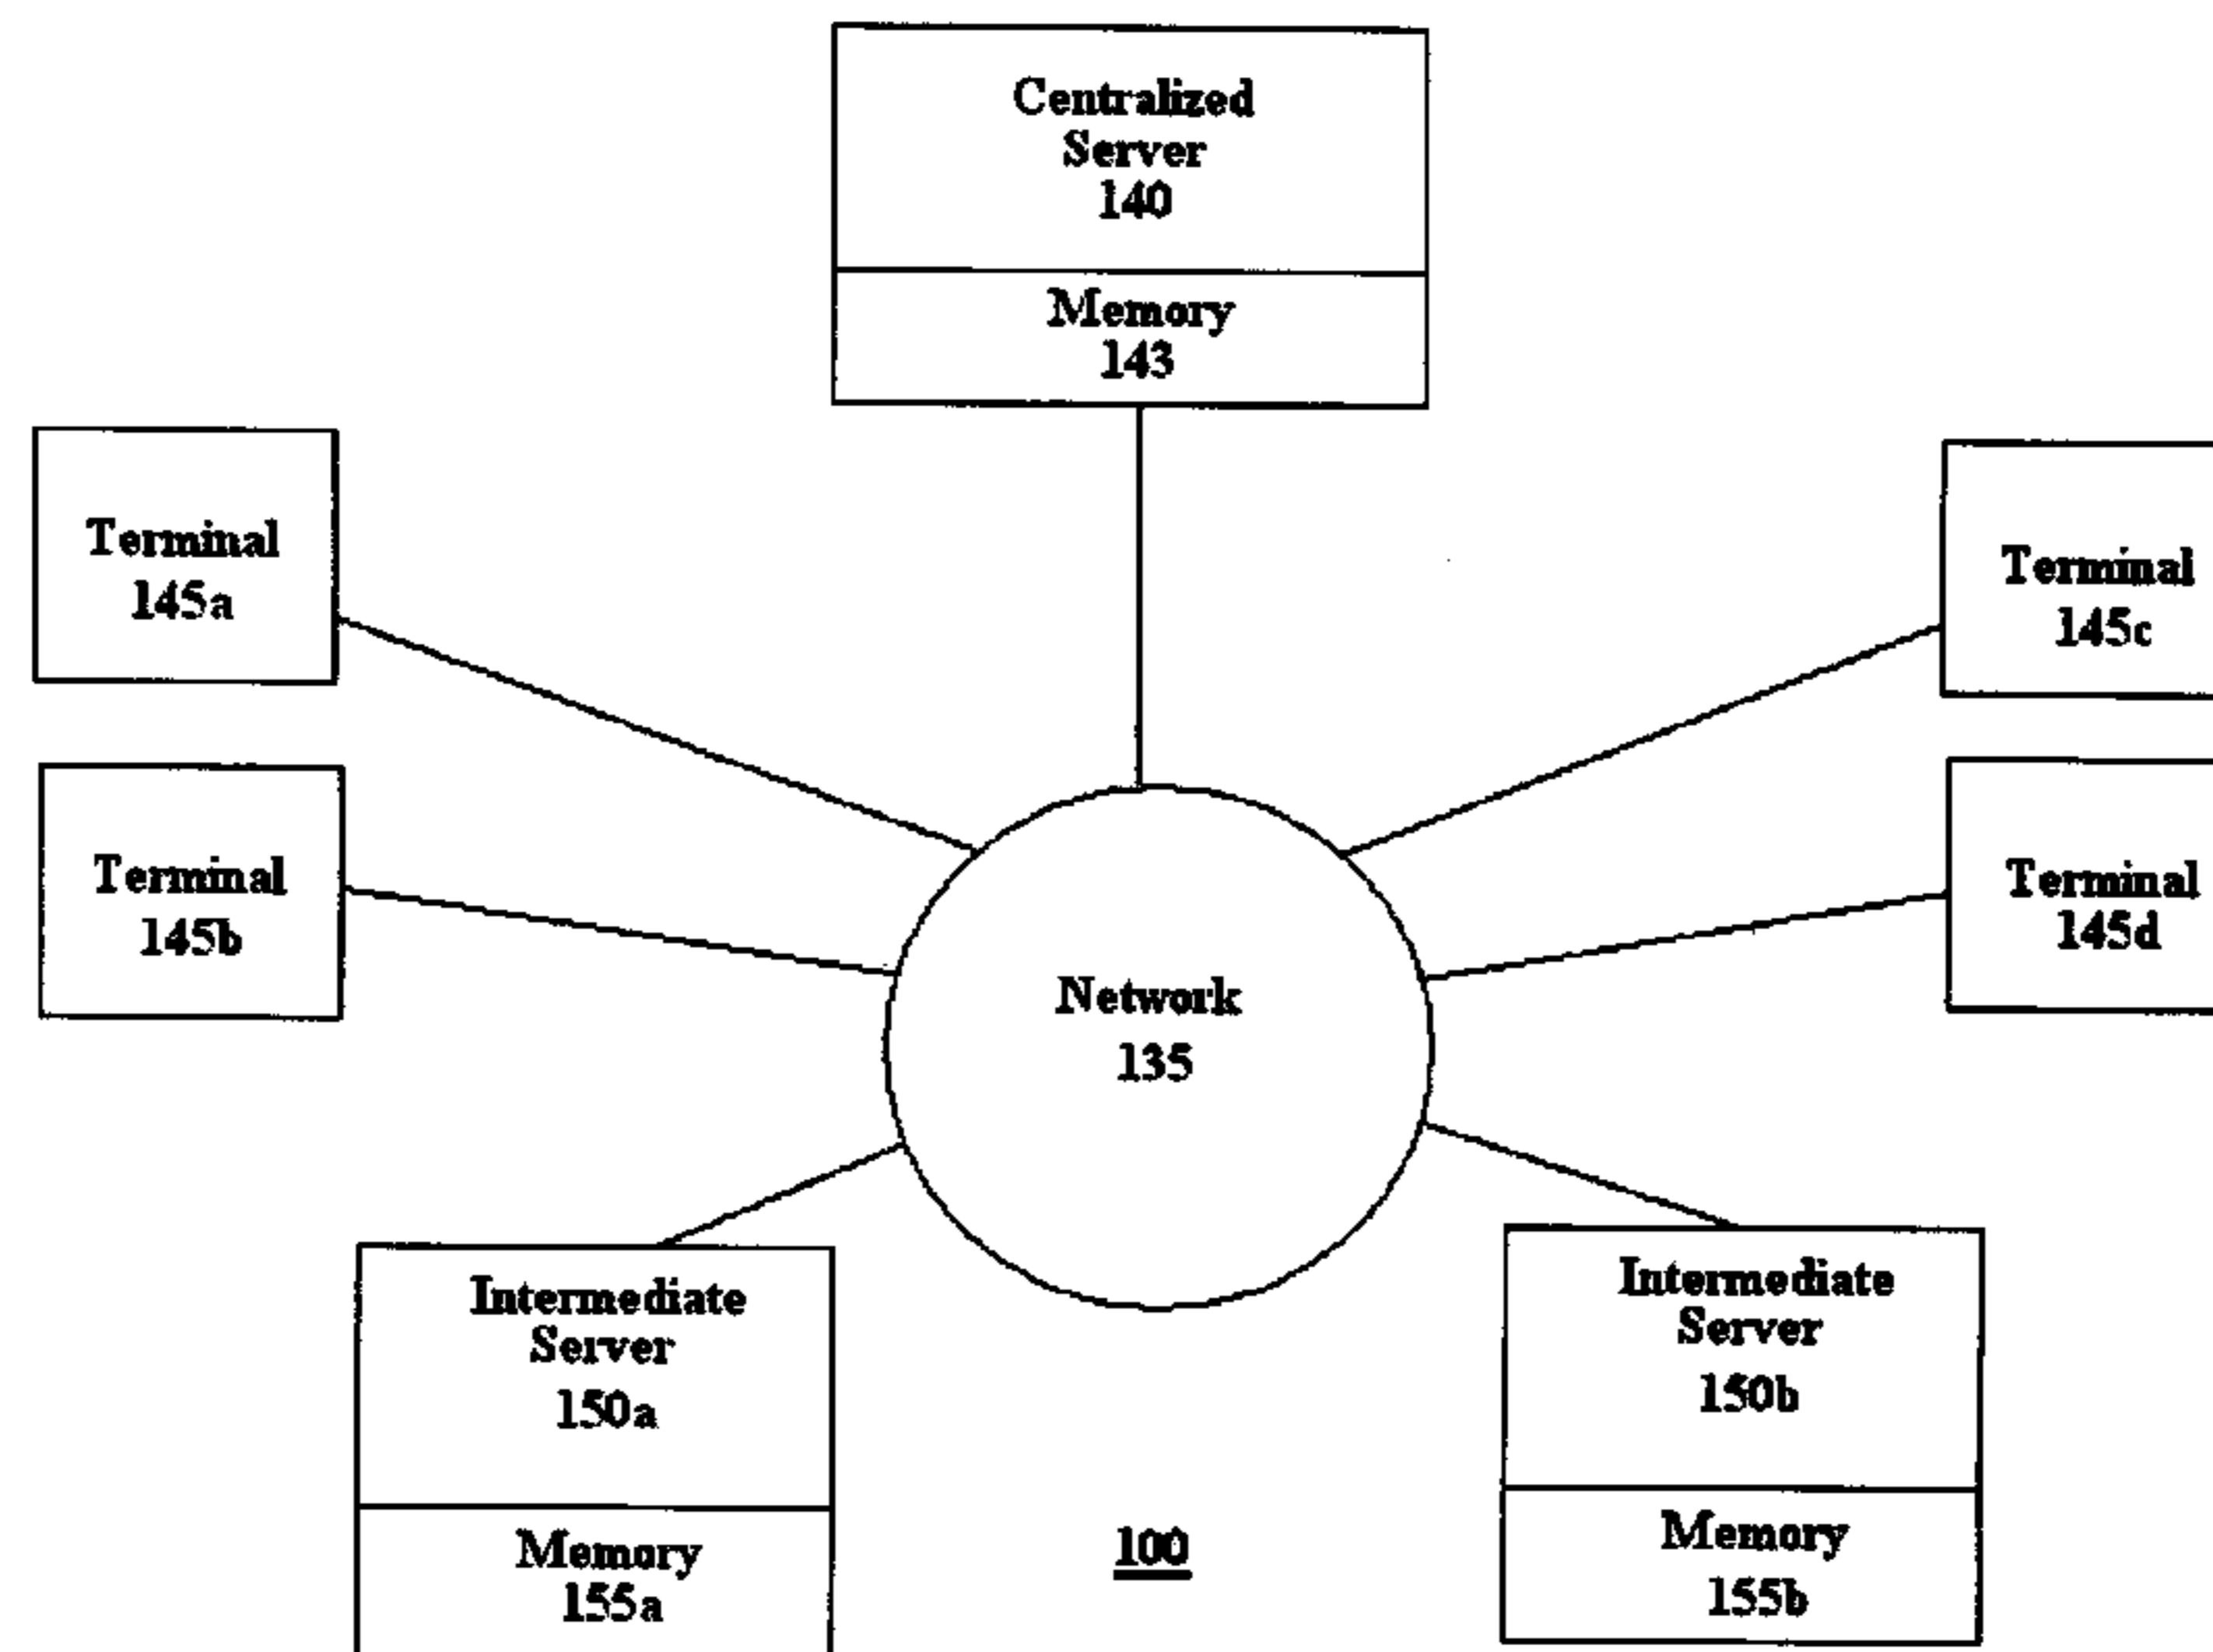 Centralized
Server
140
Memory
143
Terminal
145a
Terminal
145c
Terminal
145b
Terminal
145d
Network
135
Intermediate
Server
150a
Memory
155a
Intermediate
Server
150b
Memory
155b
100